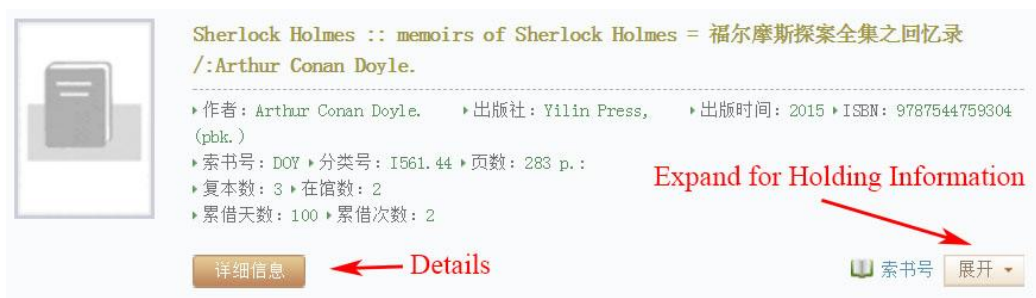 Sherlock Holmes :: memoirs of Sherlock Holmes = 福尔摩斯探案全集之回忆录
/:Arthur Conan Doyle.
作者: Arthur Conan Doyle. 出版社: Yilin Press, 出版时间: 2015 ISBN: 9787544759304
(pbk.)
索书号: DOY 分类号: I561.44 页数: 283 p.:
复本数: 3 在馆数: 2
Expand for Holding Information
累借天数: 100 累借次数: 2
详细信息 Details 索书号 展开